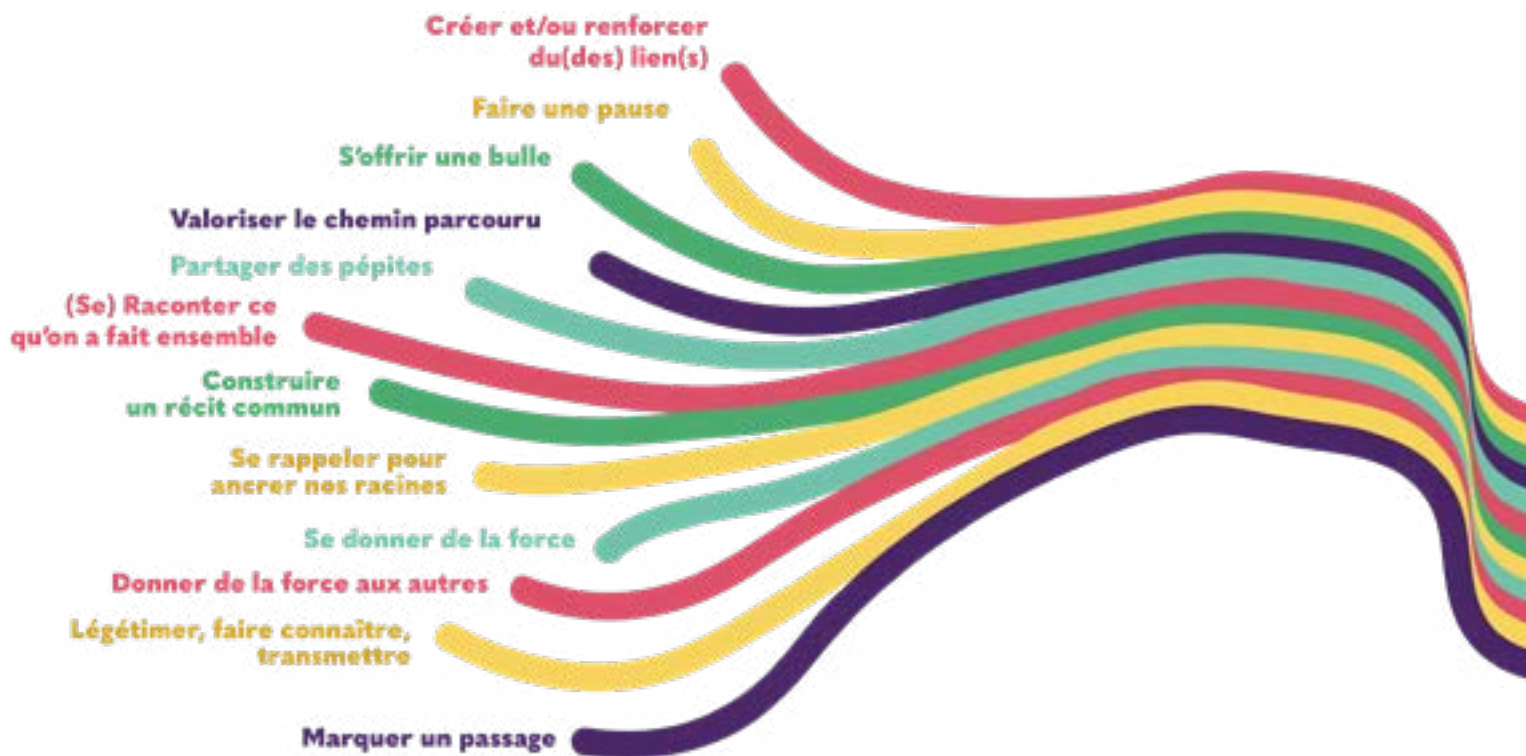 Créer et/ou renforcer
du(des) lien(s)
Faire une pause
S'offrir une bulle
Valoriser le chemin parcouru
Partager des pépites
(Se) Raconter ce
qu'on a fait ensemble
Construire
un récit commun
Se rappeler pour
ancrer nos racines
Se donner de la force
Donner de la force aux autres
Légétimer, faire connaître,
transmettre
Marquer un passage